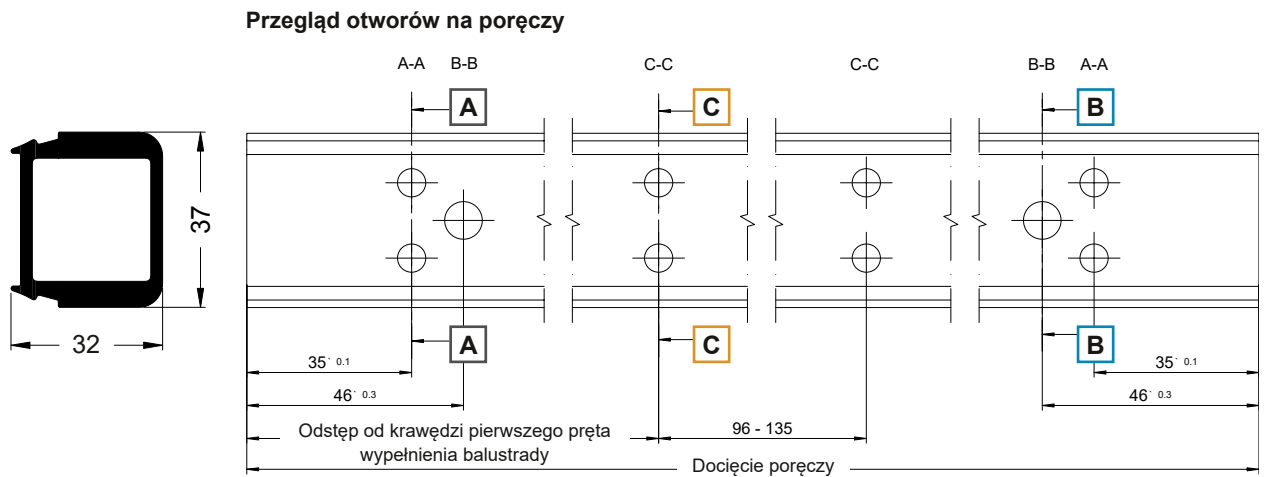 Przegląd otworów na poręczy
A-A B-B C-C C-C B-B A-A
A C B
37
32
A C B
35` 0.1 35` 0.1
46` 0.3 46` 0.3
Odstęp od krawędzi pierwszego pręta
wypełnienia balustrady
96 - 135
Docięcie poręczy